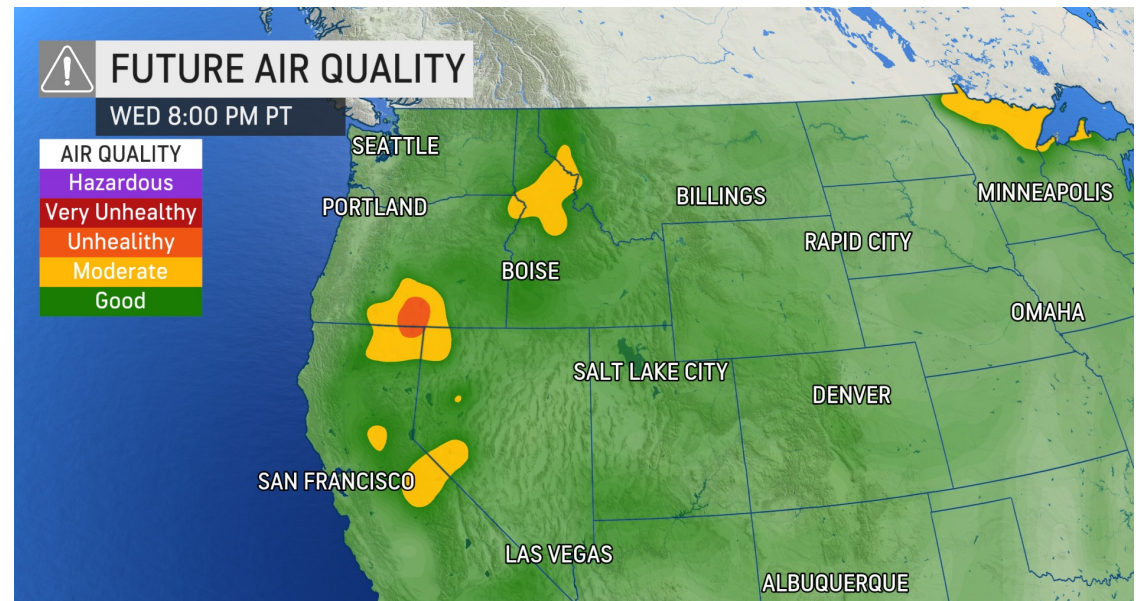 FUTURE AIR QUALITY
WED 8:00 PM PT
AIR QUALITY
Hazardous
Very Unhealthy
Unhealithy
Moderate
Good
SEATTLE
PORTLAND
BILLINGS
MINNEAPOLIS
RAPID CITY
BOISE
OMAHA
SALT LAKE CITY
DENVER
SAN FRANCISCO
LAS VEGAS
ALBUQUERQUE